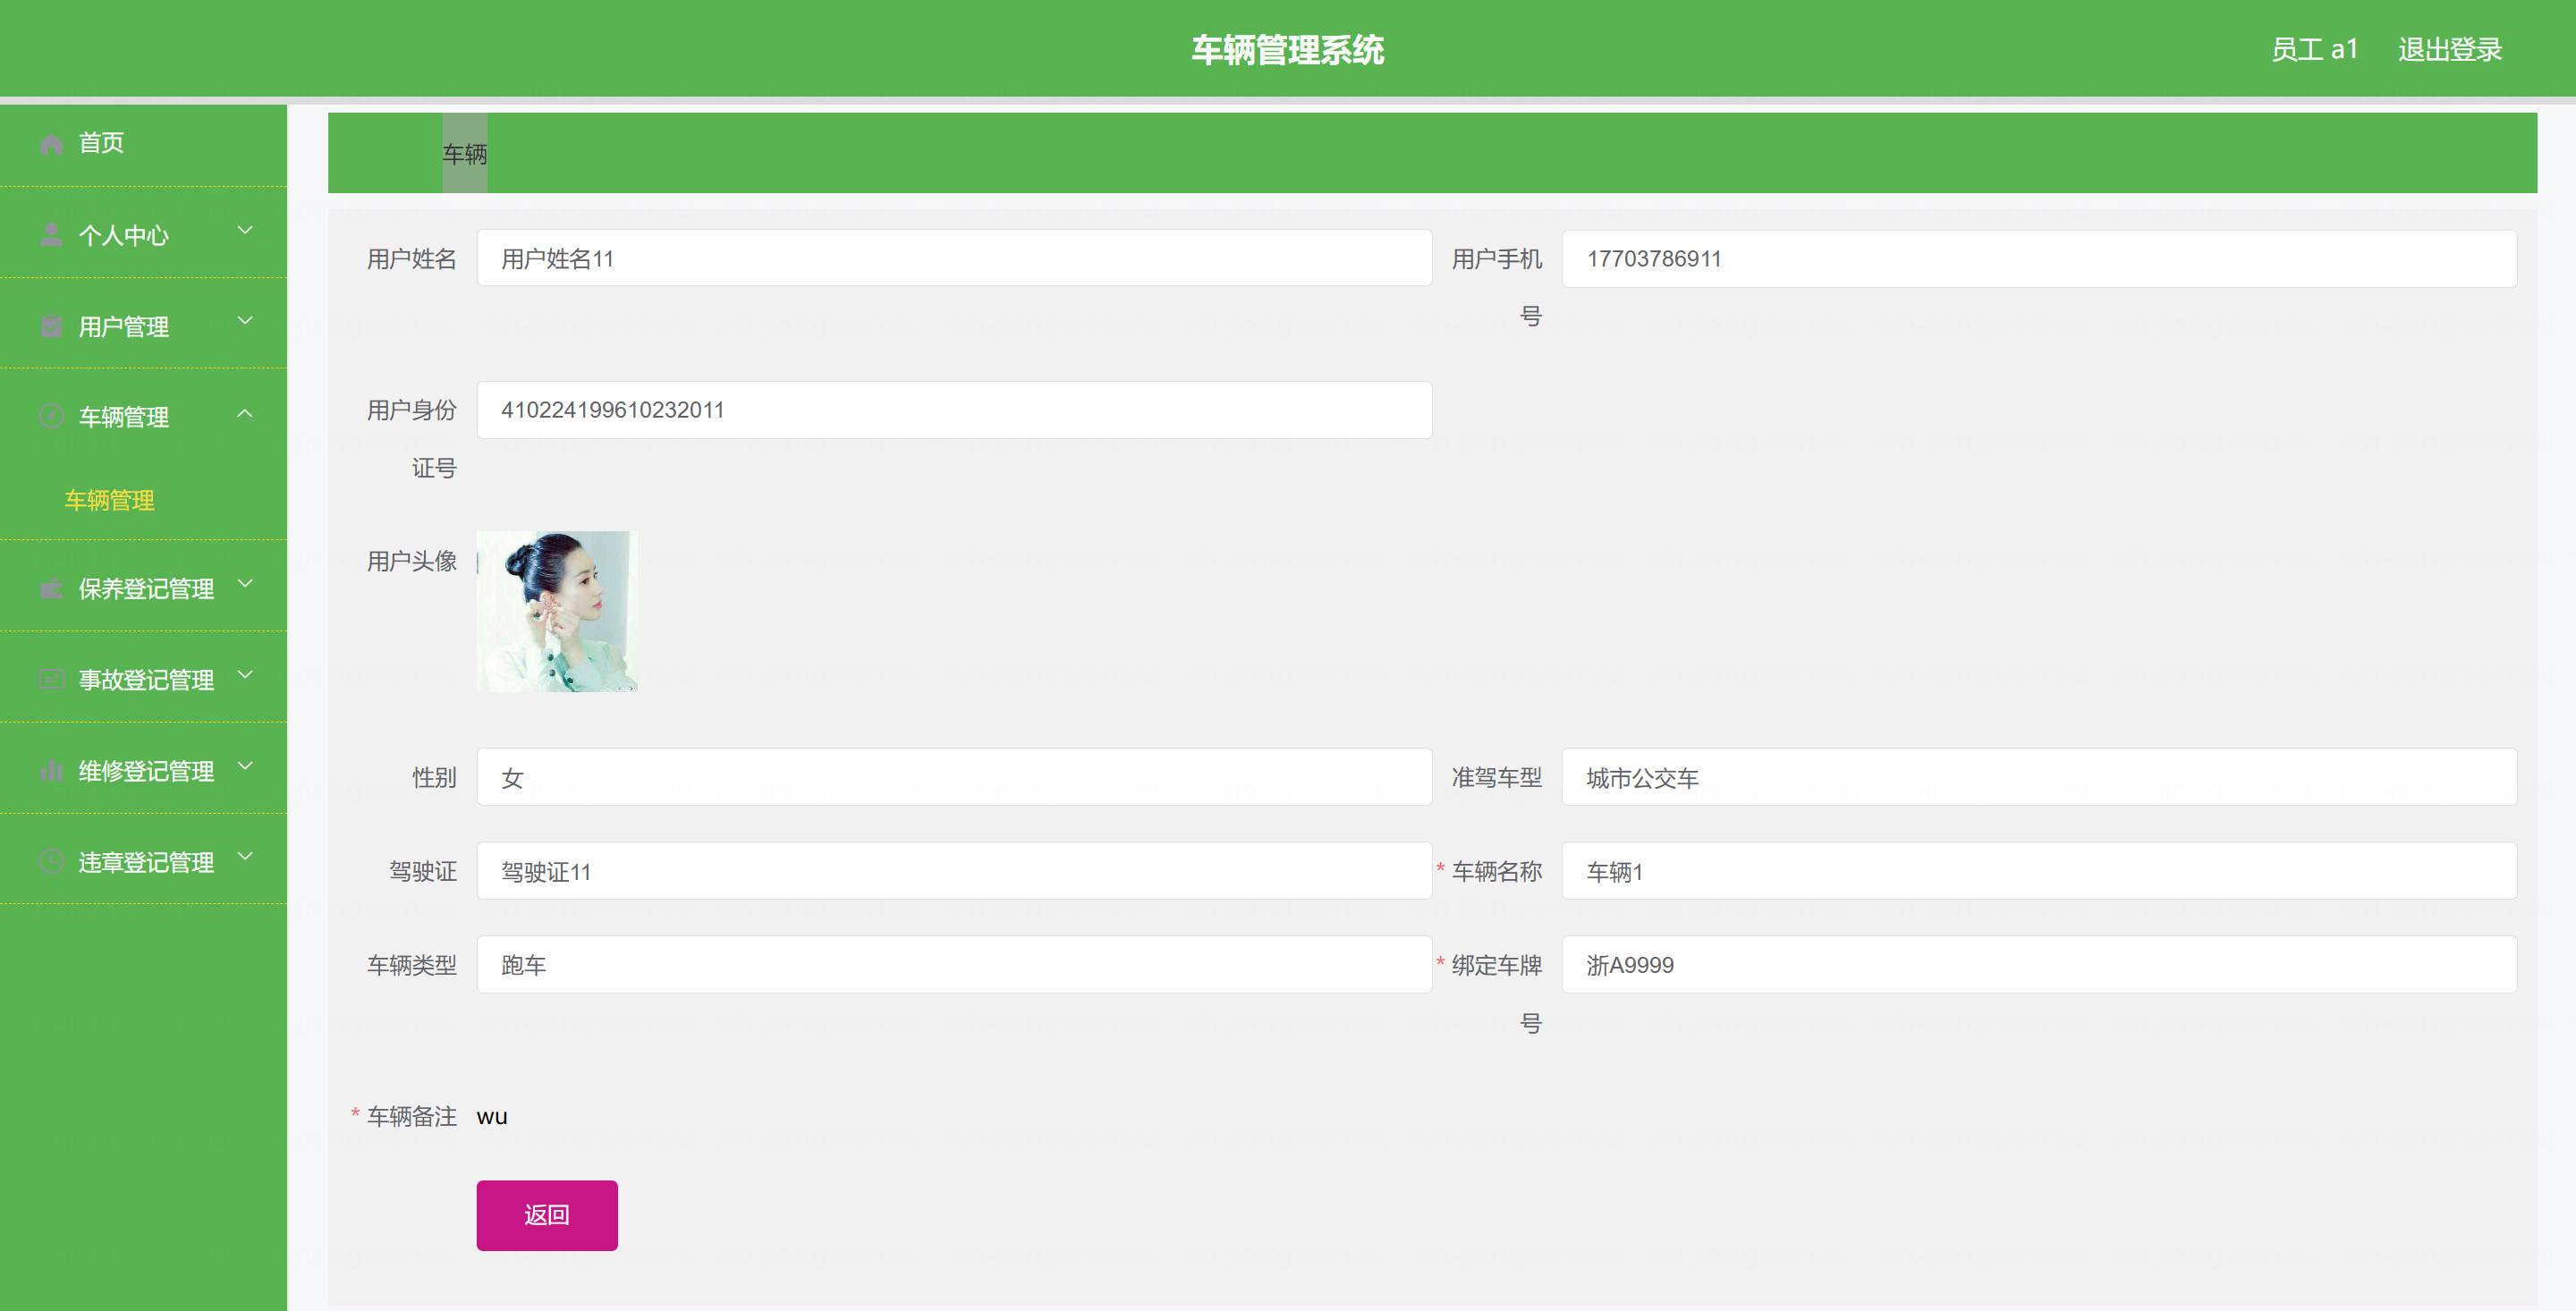 车辆管理系统
员工 a1
退出登录
首页
个人中心
用户管理
车辆管理
车辆管理
保养登记管理
事故登记管理
维修登记管理
违章登记管理
车辆
用户姓名
用户姓名11
用户手机
号
17703786911
用户身份
证号
410224199610232011
用户头像
性别
女
准驾车型
城市公交车
驾驶证
驾驶证11
* 车辆名称
车辆1
车辆类型
跑车
* 绑定车牌
号
浙A9999
* 车辆备注
wu
返回